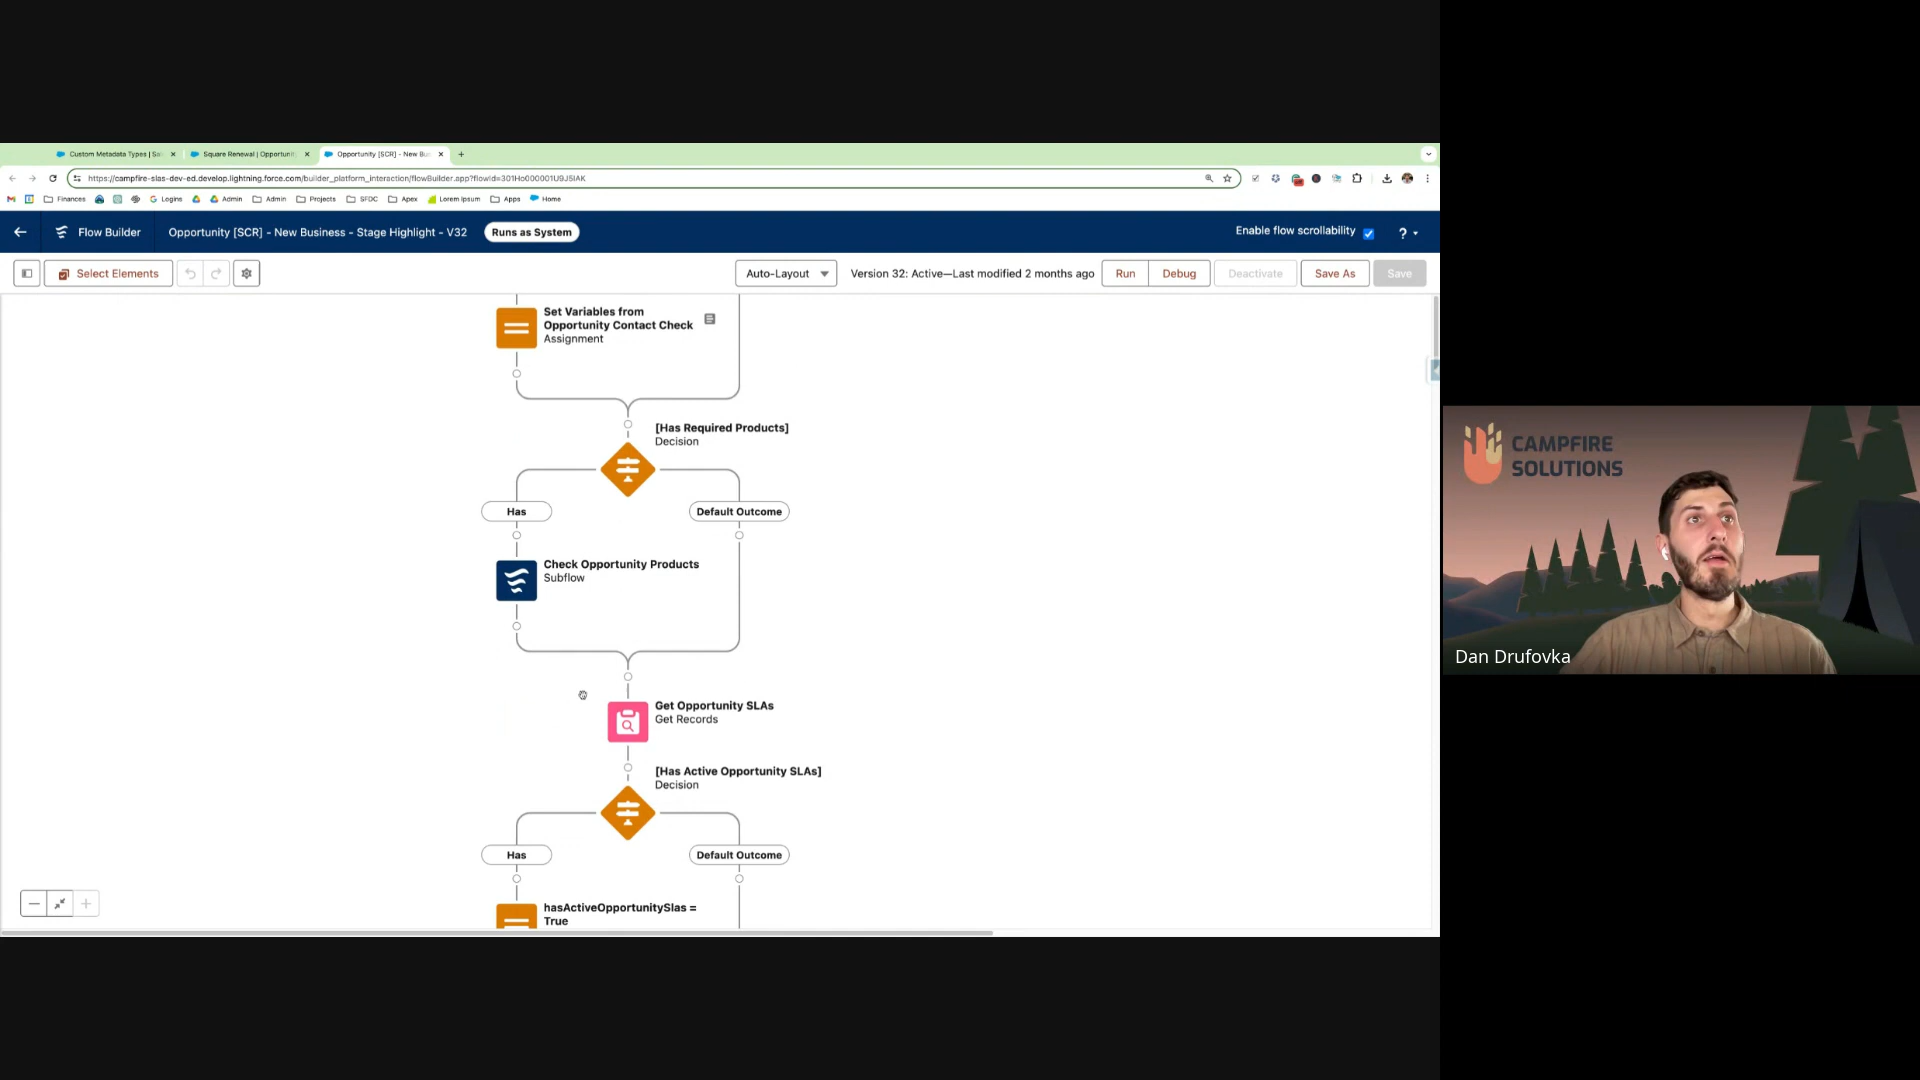 Custom Metadata Types | Sa
Square Renewal | Opportunit
Opportunity [SCR] - New Bus
https://campfire-slas-dev-ed.develop.lightning.force.com/builder_platform_interaction/flowBuilder.app?flowId=301Ho000001U9J5IAK
Finances
Logins
Admin
Admin
Projects
SFDC
Apex
Lorem Ipsum
Apps
Home
Flow Builder
Opportunity [SCR] - New Business - Stage Highlight - V32
Runs as System
Enable flow scrollability
?
Select Elements
Auto-Layout
Version 32: Active—Last modified 2 months ago
Run
Debug
Deactivate
Save As
Save
Set Variables from
Opportunity Contact Check
Assignment
[Has Required Products]
Decision
Has
Default Outcome
Check Opportunity Products
Subflow
Get Opportunity SLAs
Get Records
[Has Active Opportunity SLAs]
Decision
Has
Default Outcome
hasActiveOpportunitySlas =
True
CAMPFIRE
SOLUTIONS
Dan Drufovka